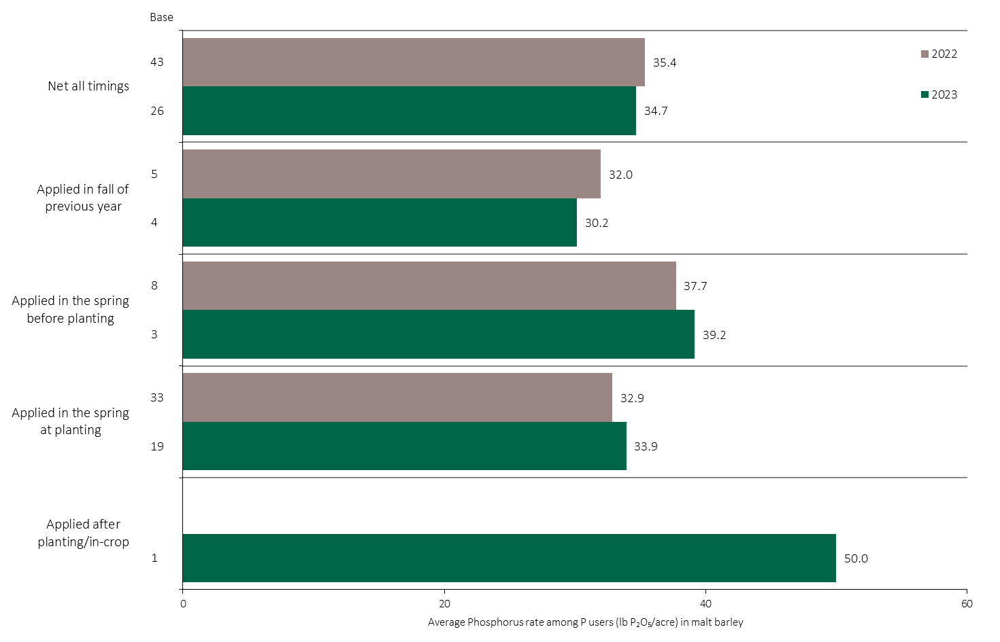 Base
43
35.4
2022
Net all timings
26
34.7
2023
5
32.0
Applied in fall of
previous year
4
30.2
8
37.7
Applied in the spring
before planting
3
39.2
33
32.9
Applied in the spring
at planting
19
33.9
Applied after
planting/in-crop
1
50.0
0
20
40
60
Average Phosphorus rate among P users (lb P₂O₅/acre) in malt barley